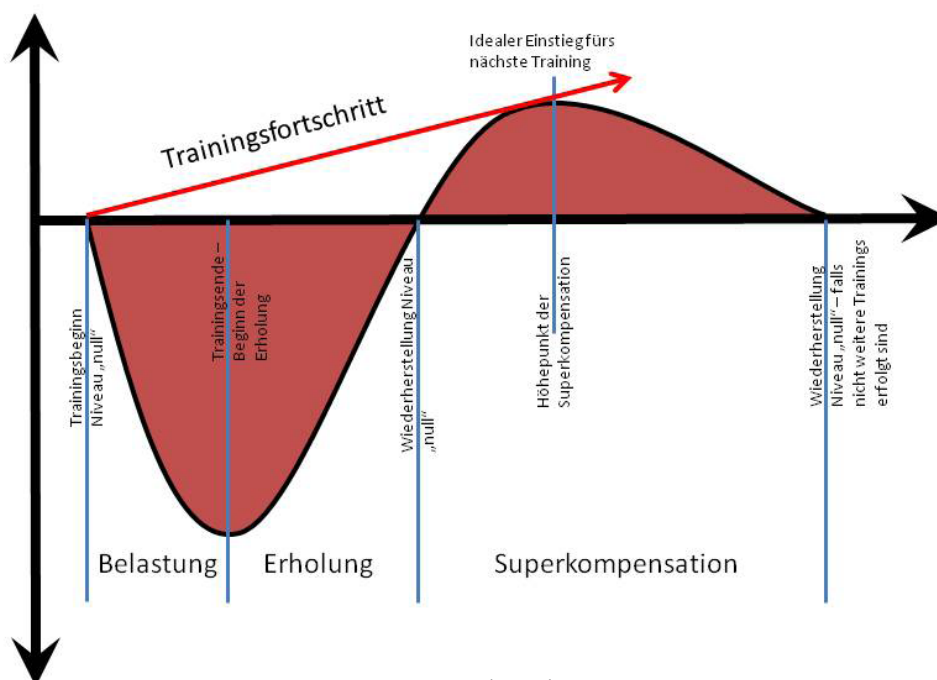 Idealer Einstieg fürs
nächste Training
Trainingsfortschritt
Trainingsbeginn
Niveau „null“
Trainingsende –
Beginn der
Erholung
Wiederherstellung Niveau
„null“
Höhepunkt der
Superkompensation
Wiederherstellung
Niveau „null“ – falls
nicht weitere Trainings
erfolgt sind
Belastung
Erholung
Superkompensation